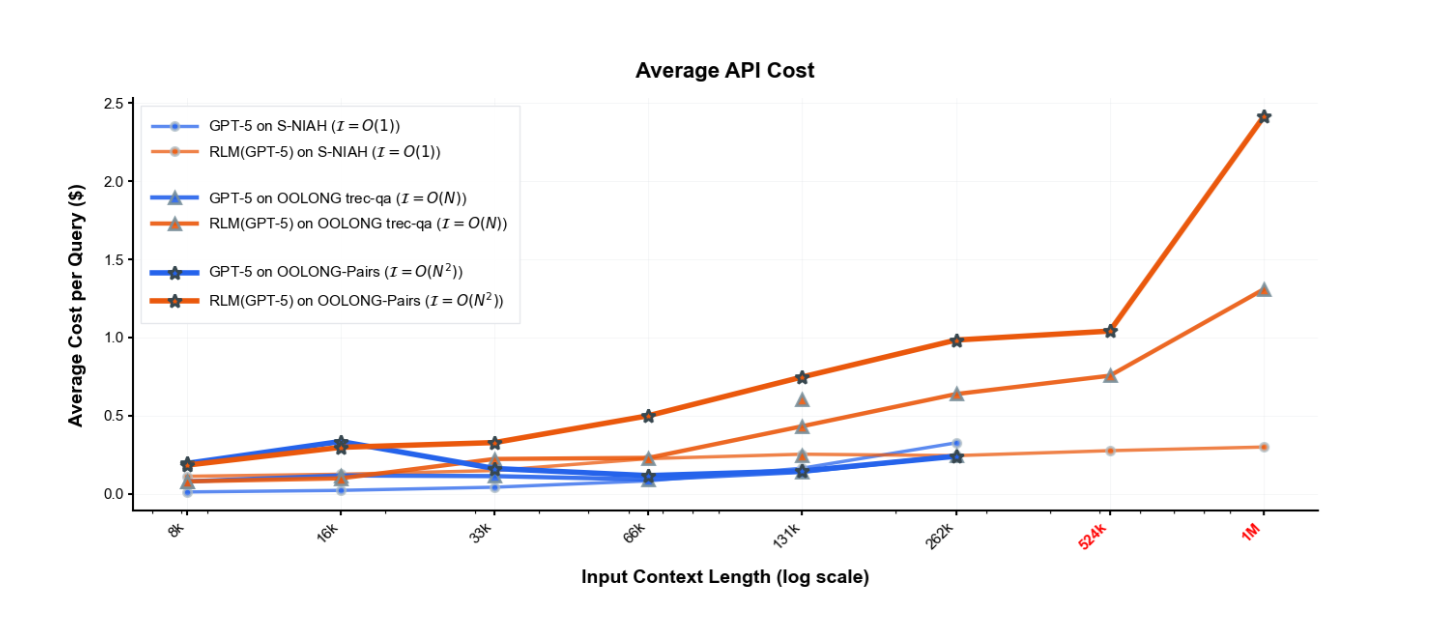 Average API Cost
2.5
2.0
1.5
1.0
0.5
0.0
Average Cost per Query ($)
GPT-5 on S-NIAH (ℐ = O(1))
RLM(GPT-5) on S-NIAH (ℐ = O(1))
GPT-5 on OOLONG trec-qa (ℐ = O(N))
RLM(GPT-5) on OOLONG trec-qa (ℐ = O(N))
GPT-5 on OOLONG-Pairs (ℐ = O(N²))
RLM(GPT-5) on OOLONG-Pairs (ℐ = O(N²))
8k
16k
33k
66k
131k
262k
524k
1M
Input Context Length (log scale)